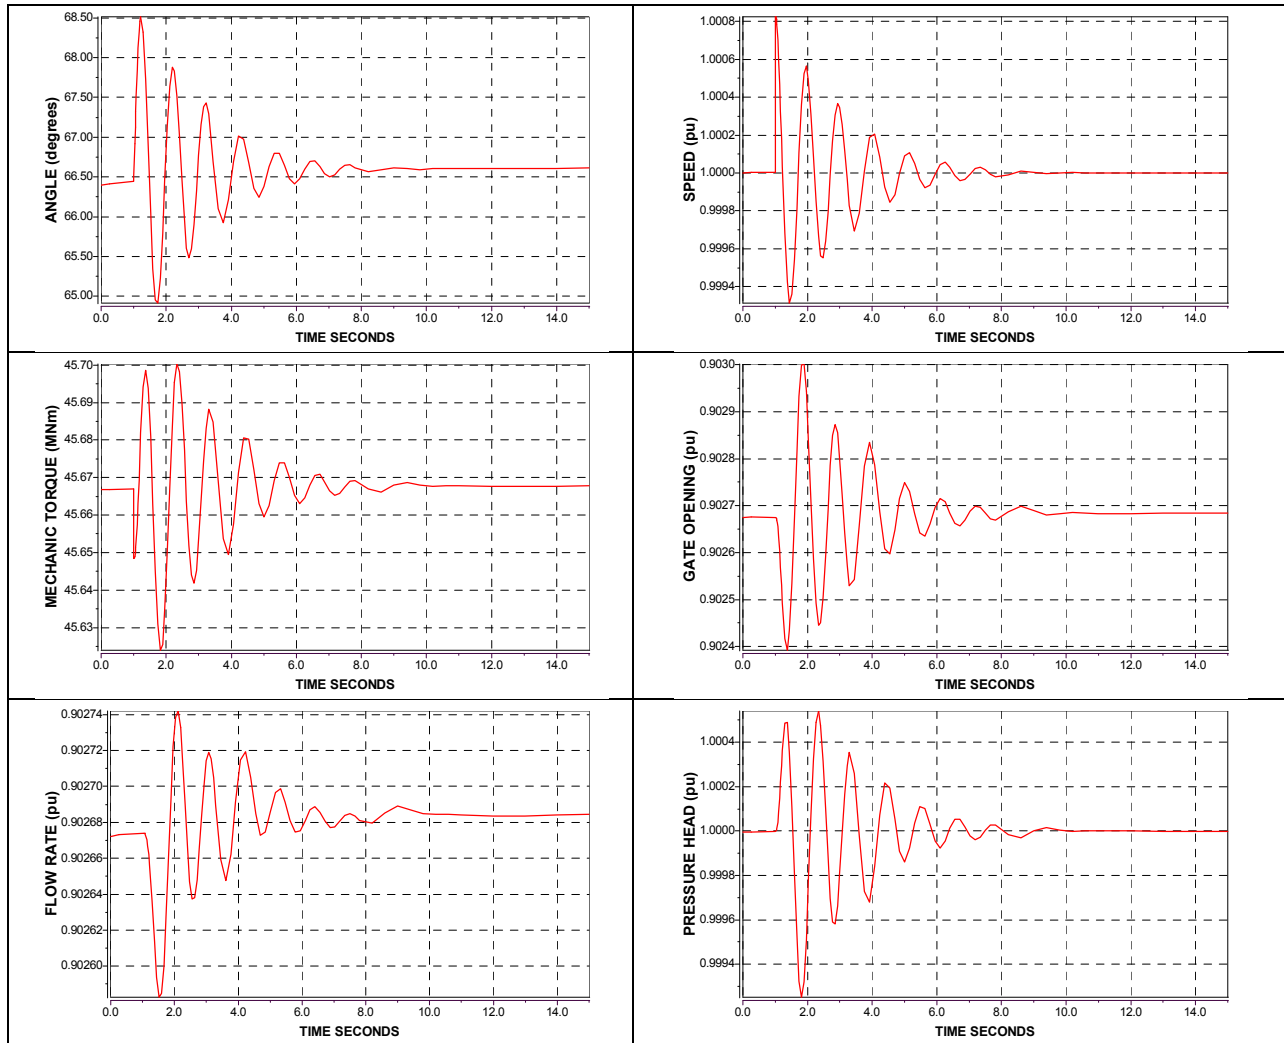 68.50
68.00
67.50
67.00
66.50
66.00
65.50
65.00
ANGLE (degrees)
0.0 2.0 4.0 6.0 8.0 10.0 12.0 14.0
TIME SECONDS
1.0008
1.0006
1.0004
1.0002
1.0000
0.9998
0.9996
0.9994
SPEED (pu)
0.0 2.0 4.0 6.0 8.0 10.0 12.0 14.0
TIME SECONDS
45.70
45.69
45.68
45.67
45.66
45.65
45.64
45.63
MECHANIC TORQUE (MNm)
0.0 2.0 4.0 6.0 8.0 10.0 12.0 14.0
TIME SECONDS
0.9030
0.9029
0.9028
0.9027
0.9026
0.9025
0.9024
GATE OPENING (pu)
0.0 2.0 4.0 6.0 8.0 10.0 12.0 14.0
TIME SECONDS
0.90274
0.90272
0.90270
0.90268
0.90266
0.90264
0.90262
0.90260
FLOW RATE (pu)
0.0 2.0 4.0 6.0 8.0 10.0 12.0 14.0
TIME SECONDS
1.0004
1.0002
1.0000
0.9998
0.9996
0.9994
PRESSURE HEAD (pu)
0.0 2.0 4.0 6.0 8.0 10.0 12.0 14.0
TIME SECONDS